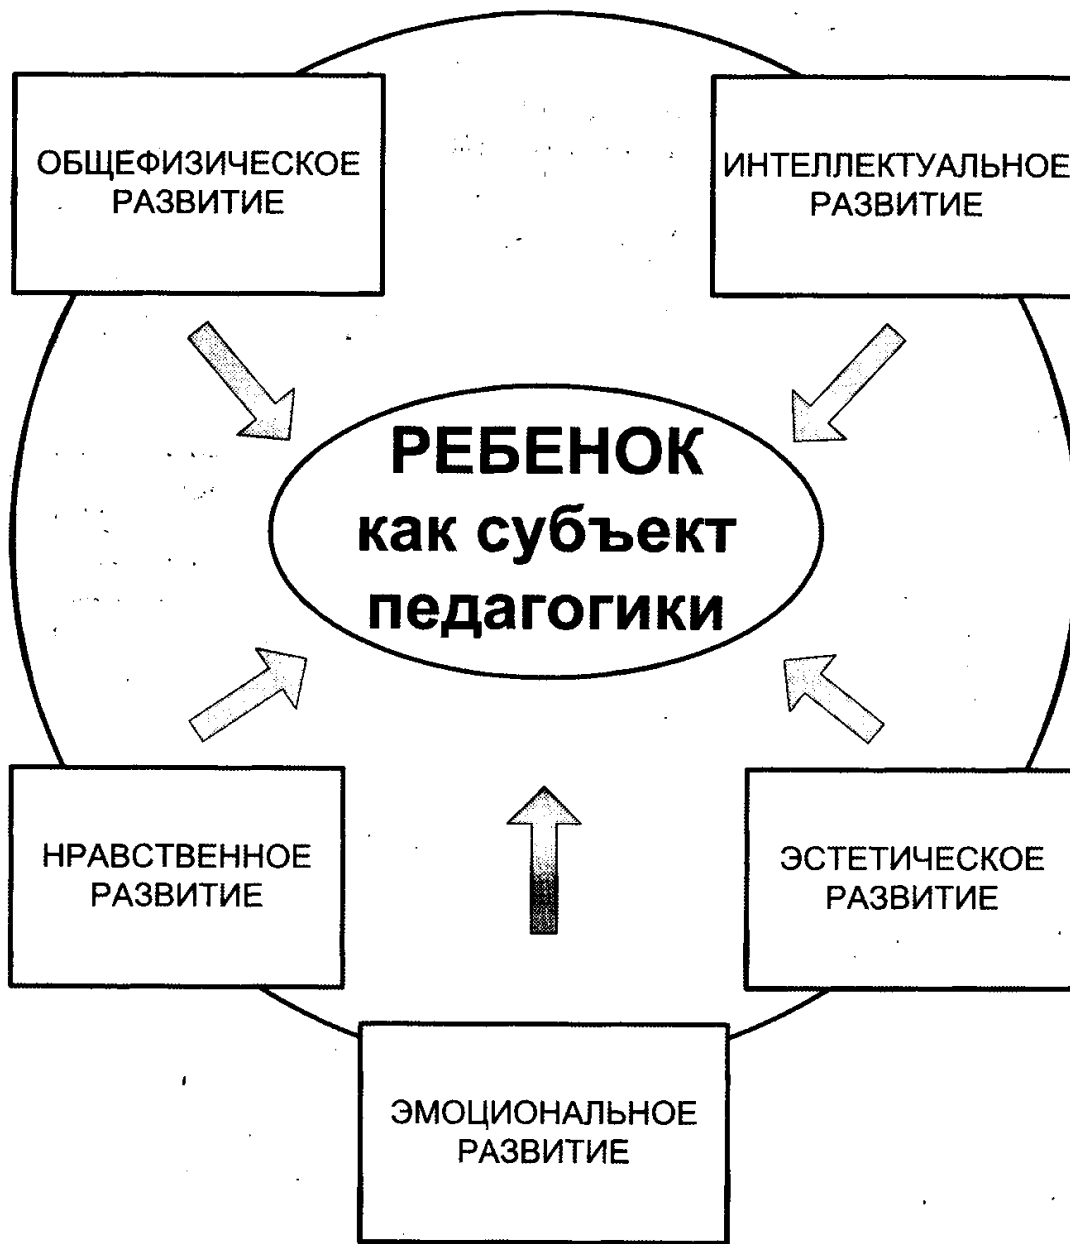 ОБЩЕФИЗИЧЕСКОЕ
РАЗВИТИЕ
ИНТЕЛЛЕКТУАЛЬНОЕ
РАЗВИТИЕ
РЕБЕНОК
как субъект
педагогики
НРАВСТВЕННОЕ
РАЗВИТИЕ
ЭСТЕТИЧЕСКОЕ
РАЗВИТИЕ
ЭМОЦИОНАЛЬНОЕ
РАЗВИТИЕ